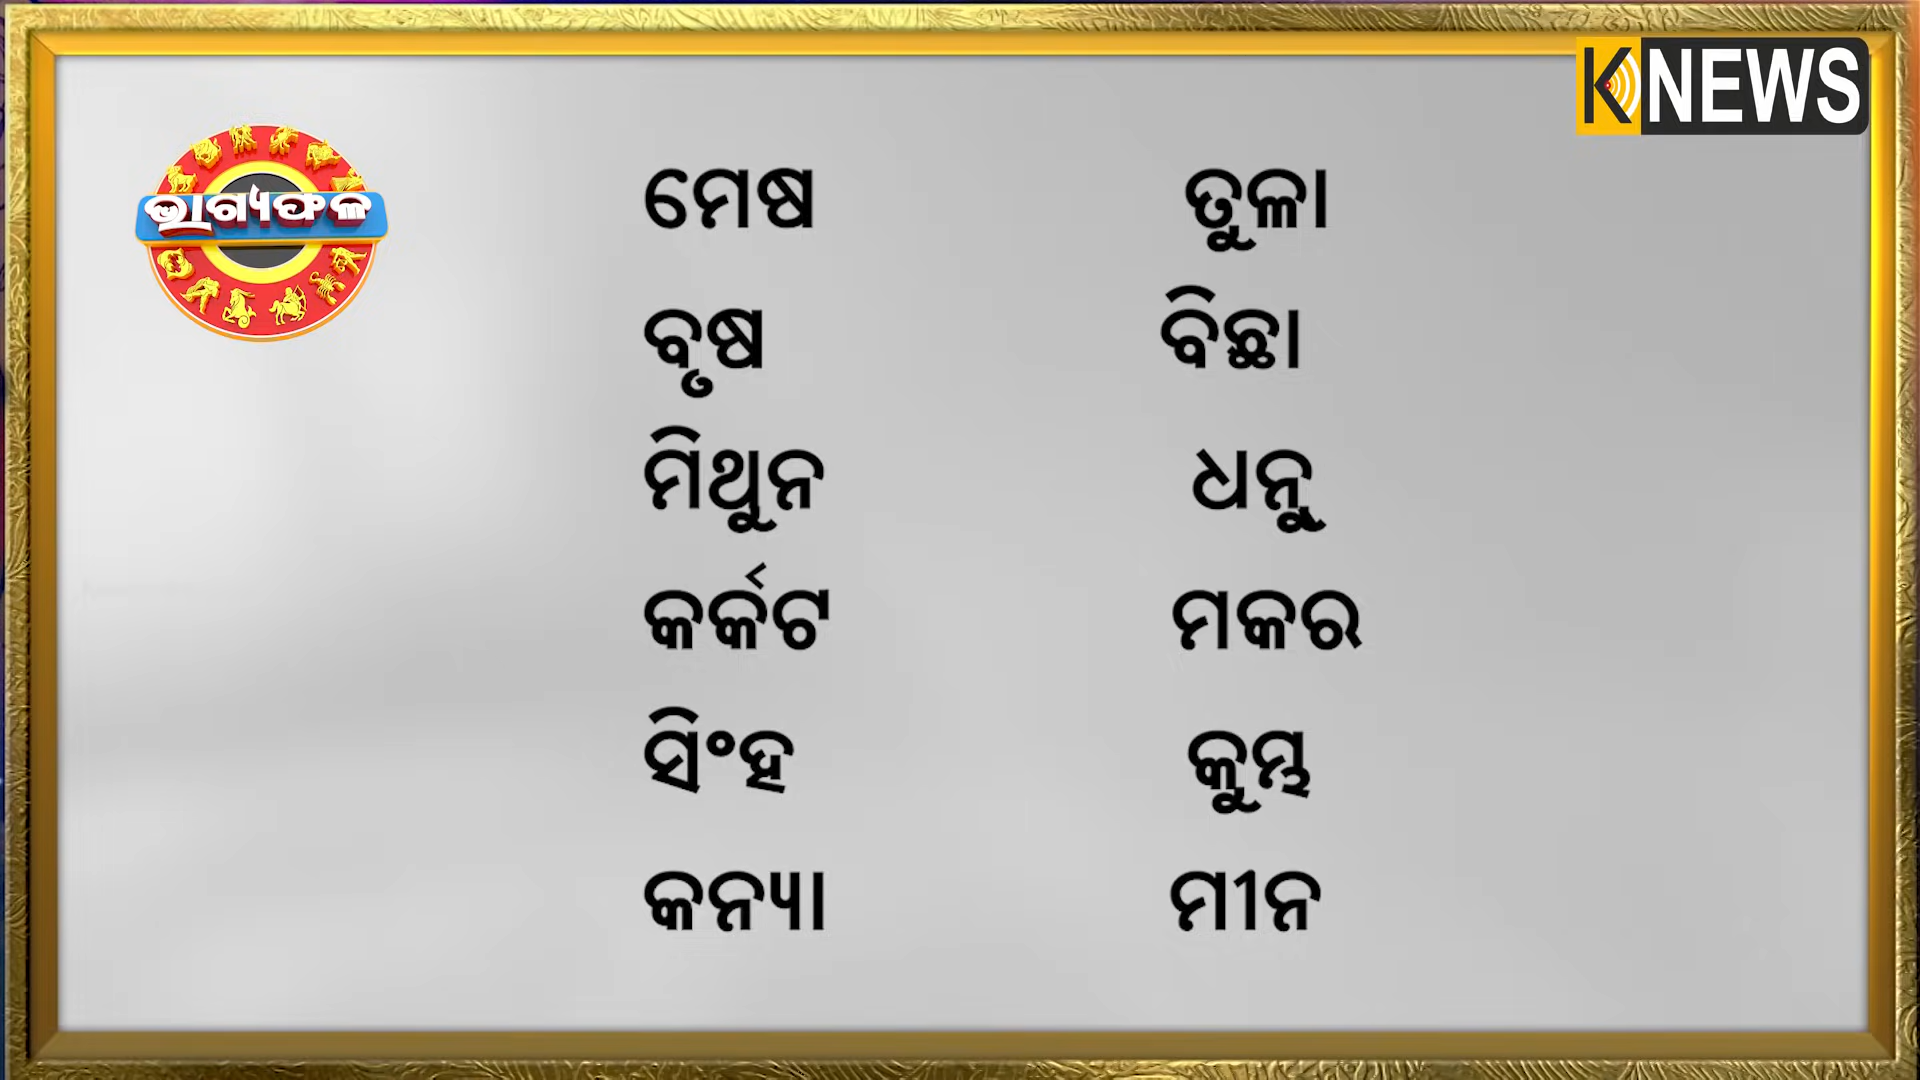 KNEWS
ଭାଗ୍ୟଫଳ
ମେଷ ତୁଳା
ବୃଷ ବିଛା
ମିଥୁନ ଧନୁ
କର୍କଟ ମକର
ସିଂହ କୁମ୍ଭ
କନ୍ୟା ମୀନ